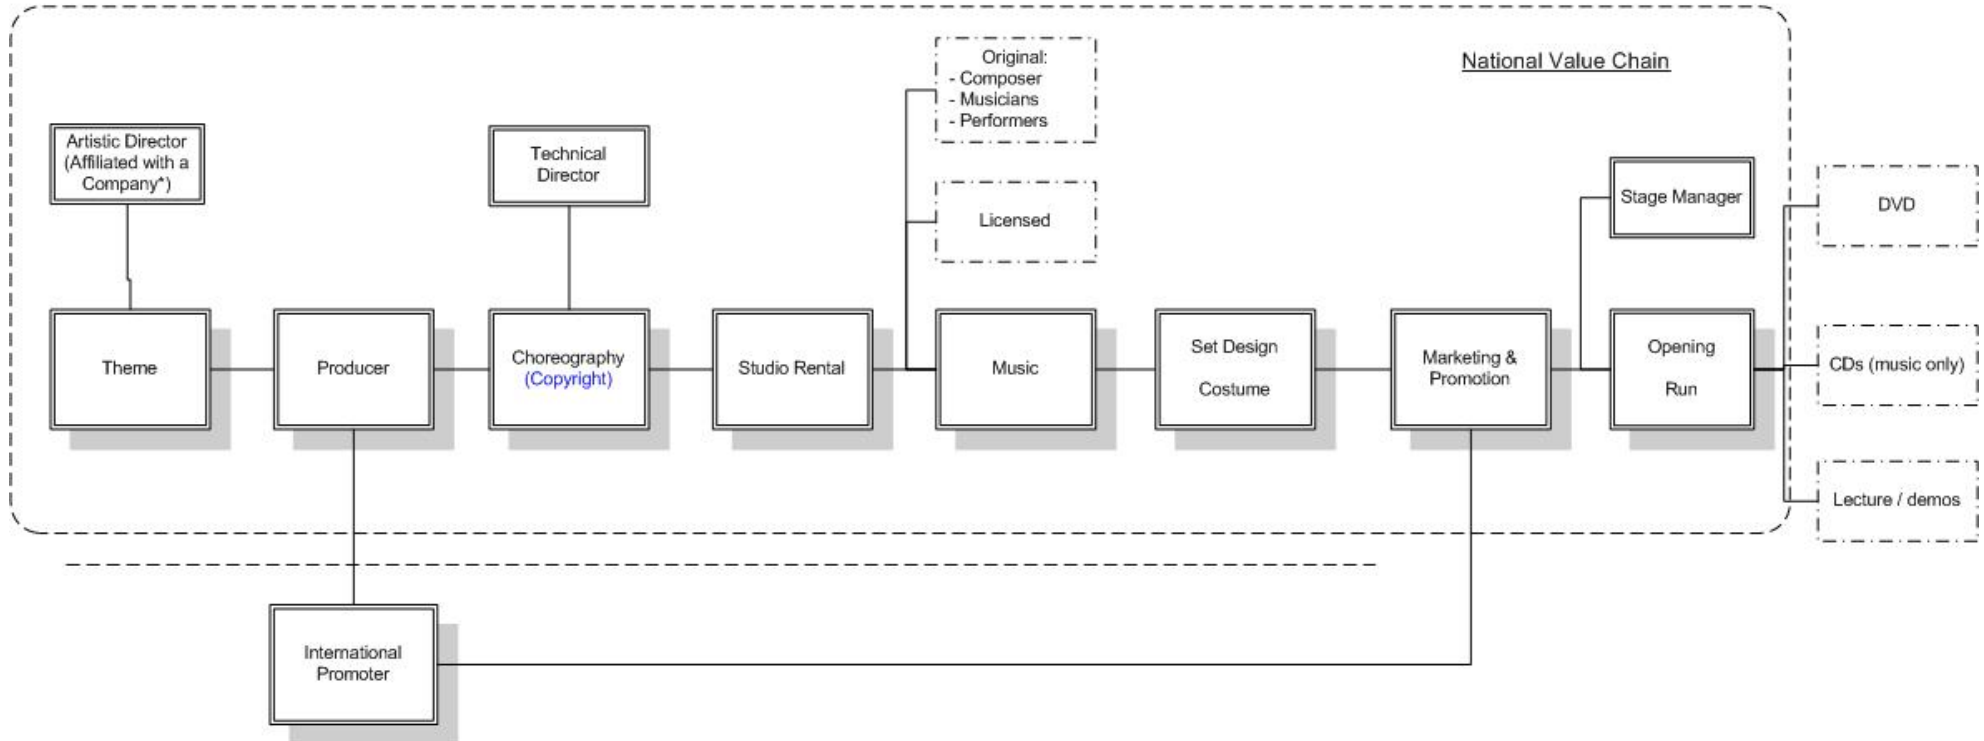 National Value Chain
Original:
- Composer
- Musicians
- Performers
Artistic Director
(Affiliated with a
Company*)
Technical
Director
Licensed
Stage Manager
DVD
Theme
Producer
Choreography
(Copyright)
Studio Rental
Music
Set Design
Costume
Marketing &
Promotion
Opening
Run
CDs (music only)
Lecture / demos
International
Promoter